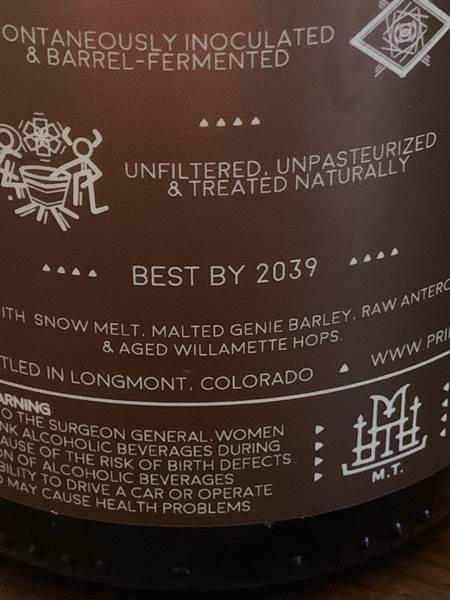 ONTANEOUSLY INOCULATED
& BARREL-FERMENTED
UNFILTERED, UNPASTEURIZED
& TREATED NATURALLY
BEST BY 2039
ITH SNOW MELT, MALTED GENIE BARLEY, RAW ANTERO
& AGED WILLAMETTE HOPS.
TLED IN LONGMONT, COLORADO ▲ WWW.PRI
ARNING
O THE SURGEON GENERAL, WOMEN
NK ALCOHOLIC BEVERAGES DURING
AUSE OF THE RISK OF BIRTH DEFECTS.
ON OF ALCOHOLIC BEVERAGES
BILITY TO DRIVE A CAR OR OPERATE
D MAY CAUSE HEALTH PROBLEMS.
M.T.